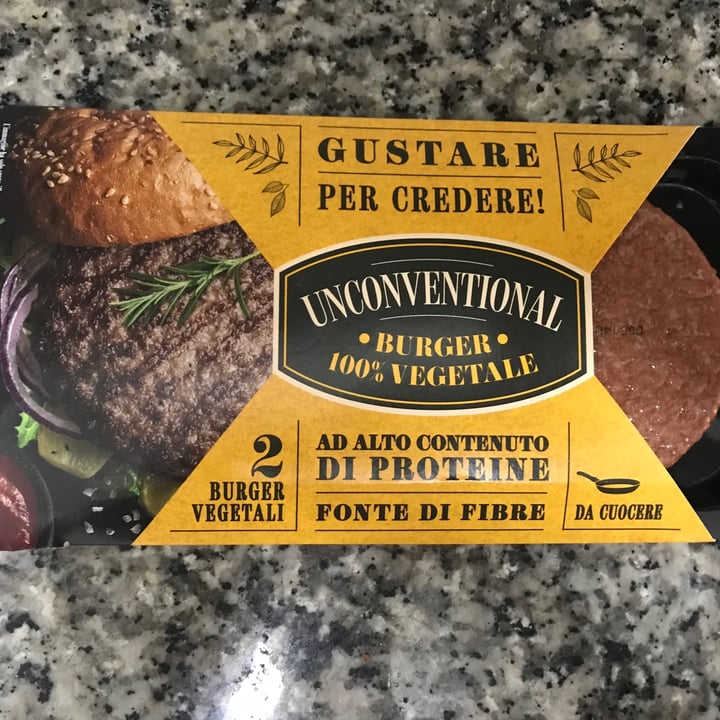 GUSTARE
PER CREDERE!
UNCONVENTIONAL
• BURGER •
100% VEGETALE
2
BURGER
VEGETALI
AD ALTO CONTENUTO
DI PROTEINE
FONTE DI FIBRE
DA CUOCERE